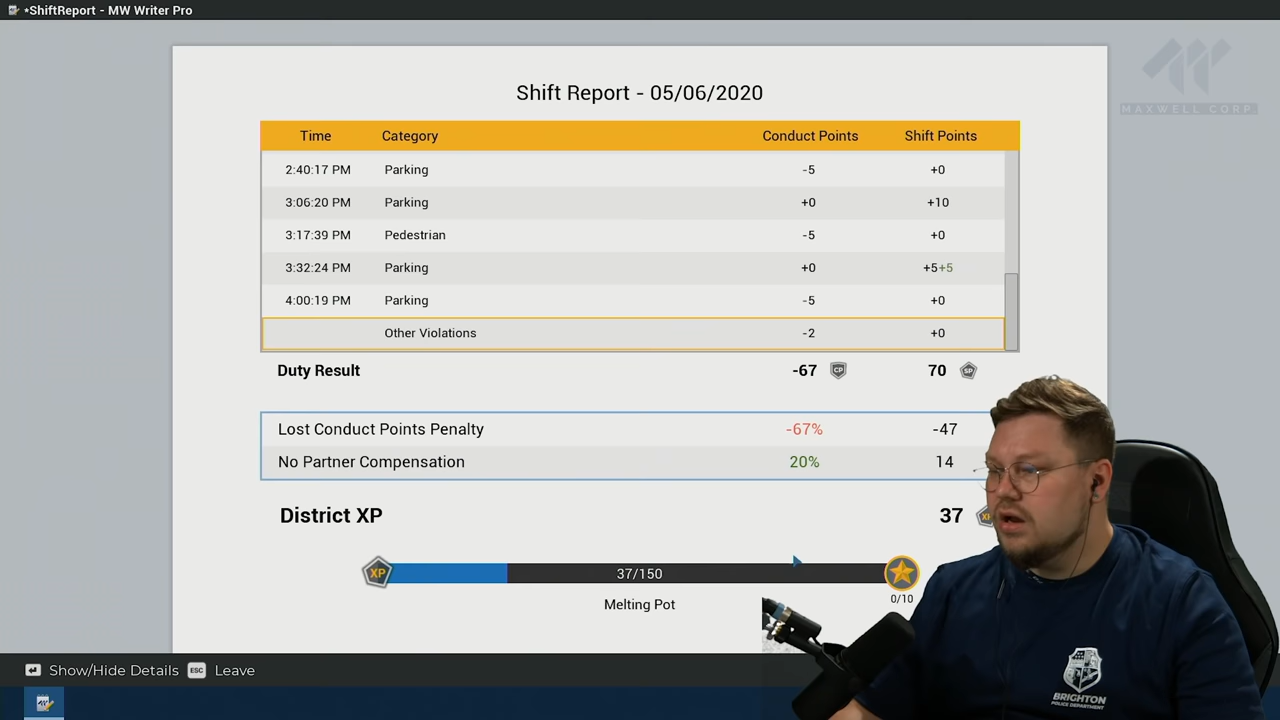 *ShiftReport - MW Writer Pro
MAXWELL CORP
Shift Report - 05/06/2020
Time Category Conduct Points Shift Points
2:40:17 PM Parking -5 +0
3:06:20 PM Parking +0 +10
3:17:39 PM Pedestrian -5 +0
3:32:24 PM Parking +0 +5+5
4:00:19 PM Parking -5 +0
Other Violations -2 +0
Duty Result -67 CP 70 SP
Lost Conduct Points Penalty -67% -47
No Partner Compensation 20% 14
District XP 37
XP 37/150
0/10
Melting Pot
BRIGHTON
POLICE DEPARTMENT
Show/Hide Details ESC Leave